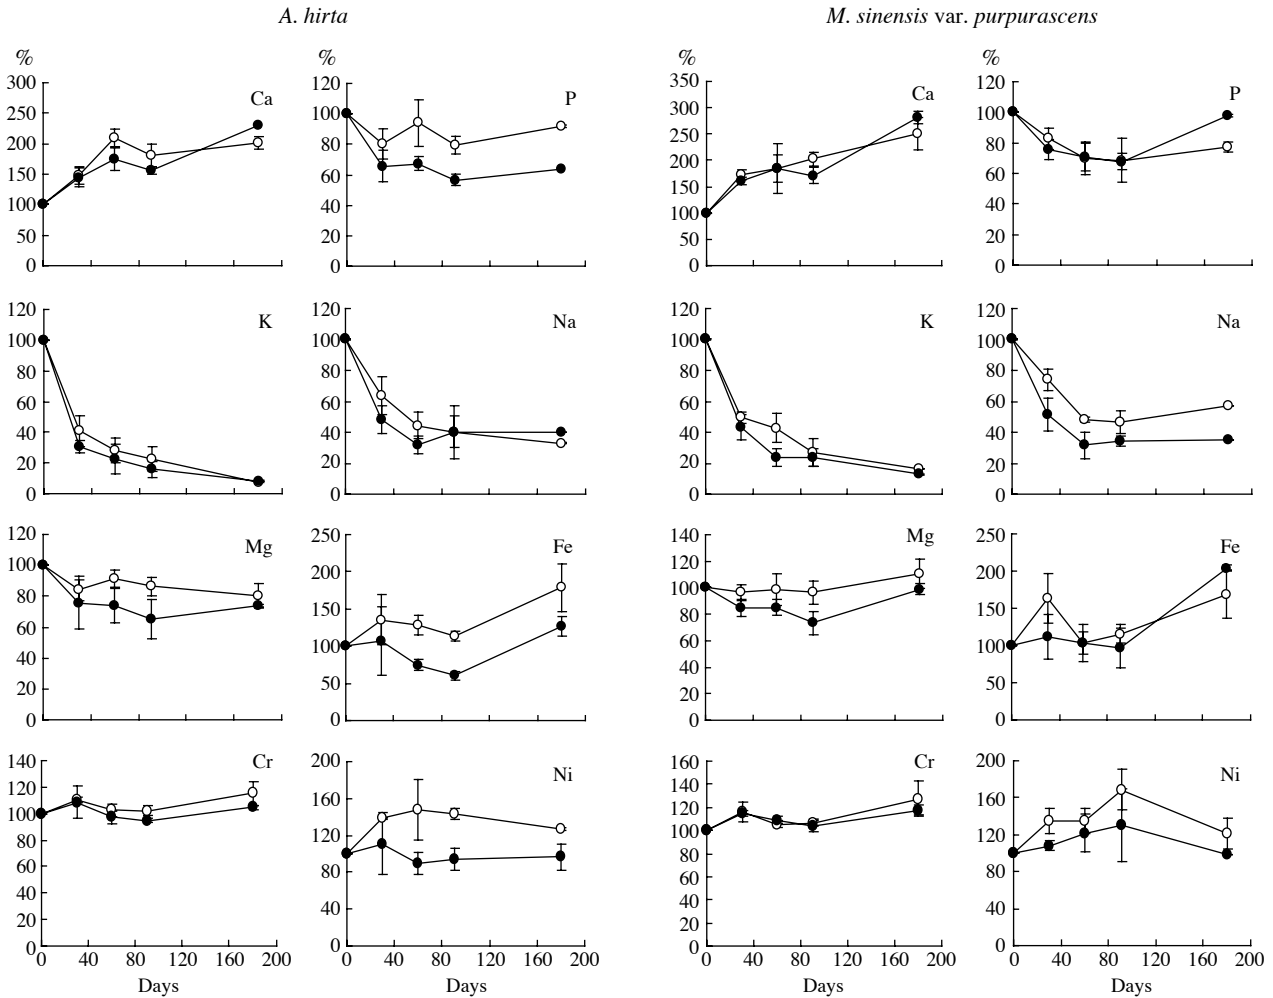 A. hirta
M. sinensis var. purpurascens
% % % %
300 250 200 150 100 50 0 Ca
120 100 80 60 40 20 0 P
350 300 250 200 150 100 50 0 Ca
120 100 80 60 40 20 0 P
120 100 80 60 40 20 0 K
120 100 80 60 40 20 0 Na
120 100 80 60 40 20 0 K
120 100 80 60 40 20 0 Na
120 100 80 60 40 20 0 Mg
250 200 150 100 50 0 Fe
140 120 100 80 60 40 20 0 Mg
250 200 150 100 50 0 Fe
140 120 100 80 60 40 20 0 Cr
200 160 120 80 40 0 Ni
160 140 120 100 80 60 40 20 0 Cr
200 160 120 80 40 0 Ni
0 40 80 120 160 200
0 40 80 120 160 200
0 40 80 120 160 200
0 40 80 120 160 200
Days Days Days Days